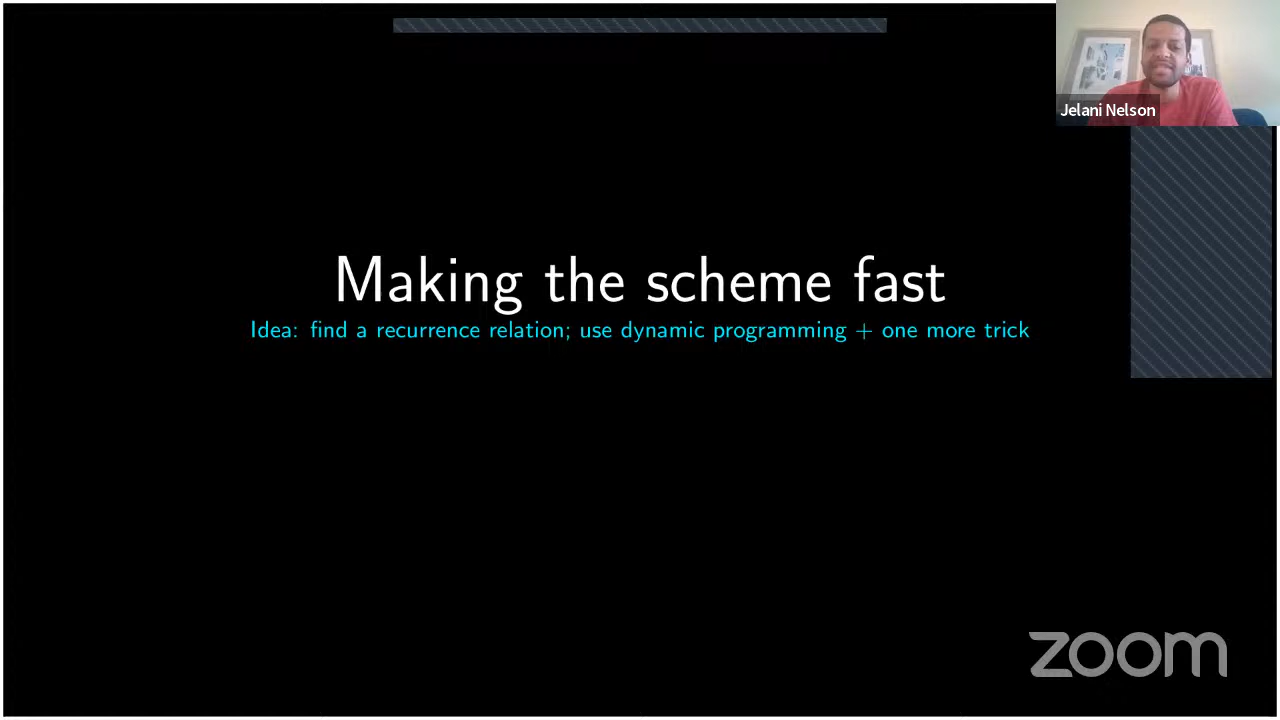 Jelani Nelson
Making the scheme fast
Idea: find a recurrence relation; use dynamic programming + one more trick
zoom